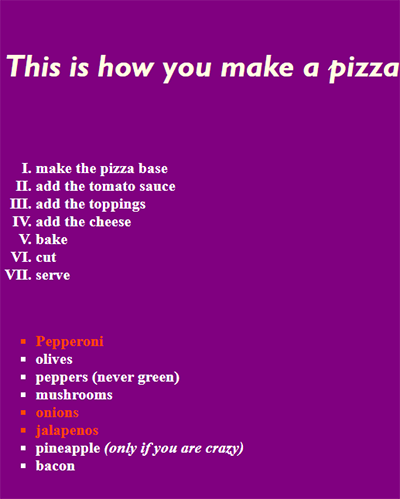 This is how you make a pizza
I. make the pizza base
II. add the tomato sauce
III. add the toppings
IV. add the cheese
V. bake
VI. cut
VII. serve
Pepperoni
olives
peppers (never green)
mushrooms
onions
jalapenos
pineapple (only if you are crazy)
bacon